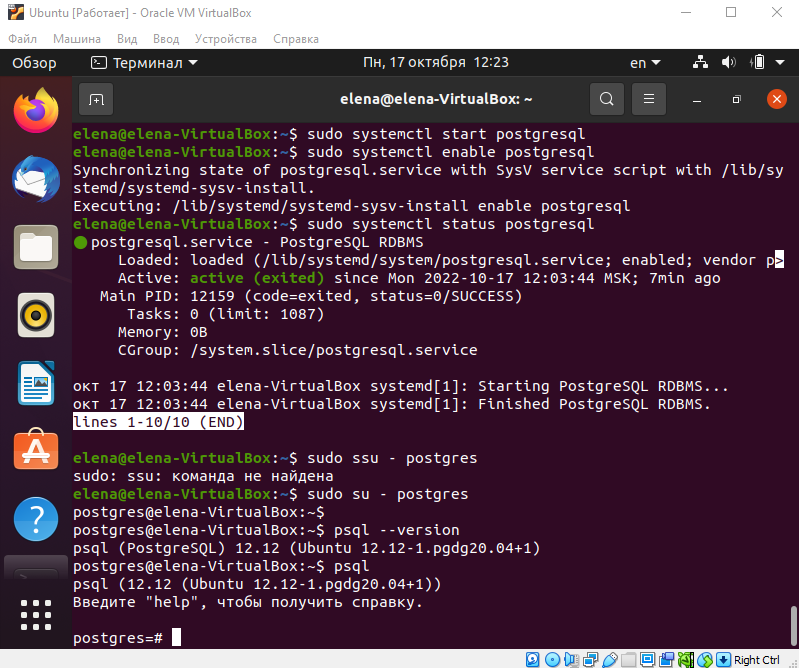 Ubuntu [Работает] - Oracle VM VirtualBox
Файл Машина Вид Ввод Устройства Справка
Обзор Терминал Пн, 17 октября 12:23 en
elena@elena-VirtualBox: ~
elena@elena-VirtualBox:~$ sudo systemctl start postgresql
elena@elena-VirtualBox:~$ sudo systemctl enable postgresql
Synchronizing state of postgresql.service with SysV service script with /lib/sy
stemd/systemd-sysv-install.
Executing: /lib/systemd/systemd-sysv-install enable postgresql
elena@elena-VirtualBox:~$ sudo systemctl status postgresql
● postgresql.service - PostgreSQL RDBMS
Loaded: loaded (/lib/systemd/system/postgresql.service; enabled; vendor p>
Active: active (exited) since Mon 2022-10-17 12:03:44 MSK; 7min ago
Main PID: 12159 (code=exited, status=0/SUCCESS)
Tasks: 0 (limit: 1087)
Memory: 0B
CGroup: /system.slice/postgresql.service
окт 17 12:03:44 elena-VirtualBox systemd[1]: Starting PostgreSQL RDBMS...
окт 17 12:03:44 elena-VirtualBox systemd[1]: Finished PostgreSQL RDBMS.
lines 1-10/10 (END)
elena@elena-VirtualBox:~$ sudo ssu - postgres
sudo: ssu: команда не найдена
elena@elena-VirtualBox:~$ sudo su - postgres
postgres@elena-VirtualBox:~$
postgres@elena-VirtualBox:~$ psql --version
psql (PostgreSQL) 12.12 (Ubuntu 12.12-1.pgdg20.04+1)
postgres@elena-VirtualBox:~$ psql
psql (12.12 (Ubuntu 12.12-1.pgdg20.04+1))
Введите "help", чтобы получить справку.
postgres=#
Right Ctrl